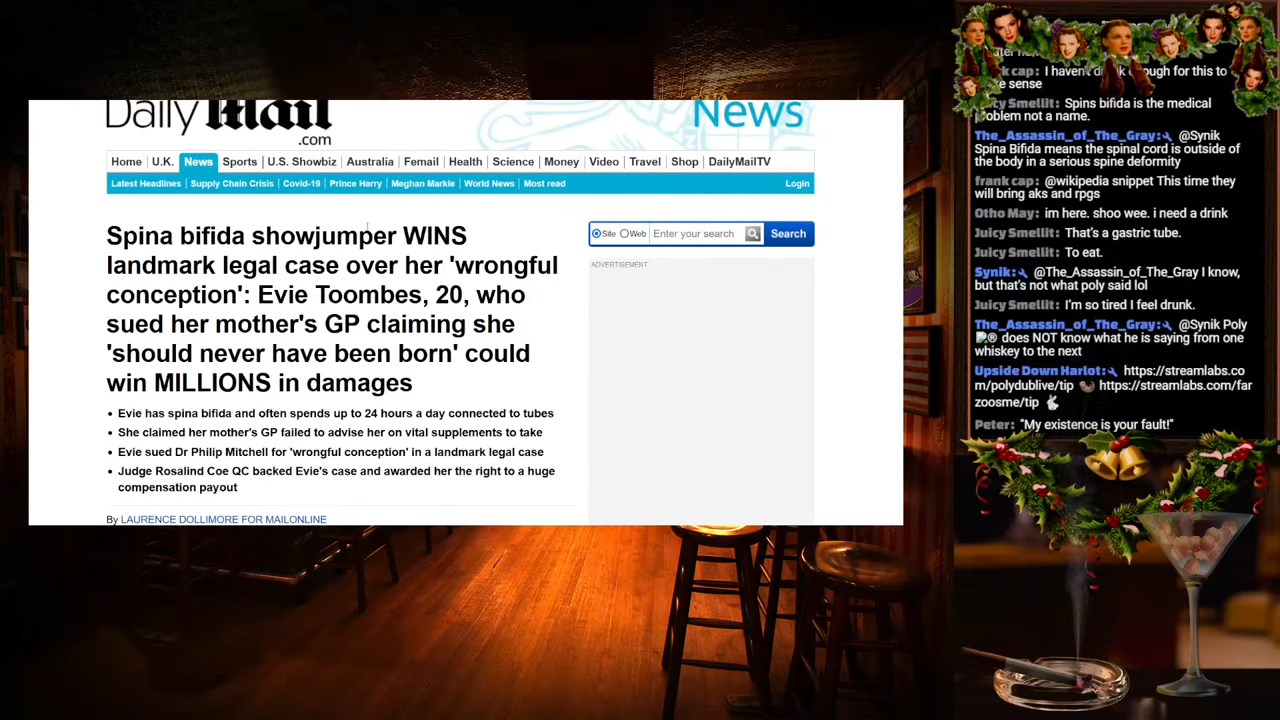 Daily Mail
.com
News
Home | U.K. | News | Sports | U.S. Showbiz | Australia | Femail | Health | Science | Money | Video | Travel | Shop | DailyMailTV
Latest Headlines | Supply Chain Crisis | Covid-19 | Prince Harry | Meghan Markle | World News | Most read
Login
Spina bifida showjumper WINS
landmark legal case over her 'wrongful
conception': Evie Toombes, 20, who
sued her mother's GP claiming she
'should never have been born' could
win MILLIONS in damages
• Evie has spina bifida and often spends up to 24 hours a day connected to tubes
• She claimed her mother's GP failed to advise her on vital supplements to take
• Evie sued Dr Philip Mitchell for 'wrongful conception' in a landmark legal case
• Judge Rosalind Coe QC backed Evie's case and awarded her the right to a huge
compensation payout
By LAURENCE DOLLIMORE FOR MAILONLINE
Site Web Enter your search Search
ADVERTISEMENT
cap: I haven't enough for this to
sense
Smellit: Spins bifida is the medical
problem not a name.
The_Assassin_of_The_Gray: @Synik
Spina Bifida means the spinal cord is outside of
the body in a serious spine deformity
frank cap: @wikipedia snippet This time they
will bring aks and rpgs
Otho May: im here. shoo wee. i need a drink
Juicy Smellit: That's a gastric tube.
Juicy Smellit: To eat.
Synik: @The_Assassin_of_The_Gray I know,
but that's not what poly said lol
Juicy Smellit: I'm so tired I feel drunk.
The_Assassin_of_The_Gray: @Synik Poly
® does NOT know what he is saying from one
whiskey to the next
Upside Down Harlot: https://streamlabs.co
m/polydublive/tip https://streamlabs.com/far
zoosme/tip
Peter: "My existence is your fault!"